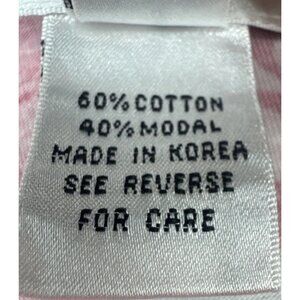 60% COTTON
40% MODAL
MADE IN KOREA
SEE REVERSE
FOR CARE